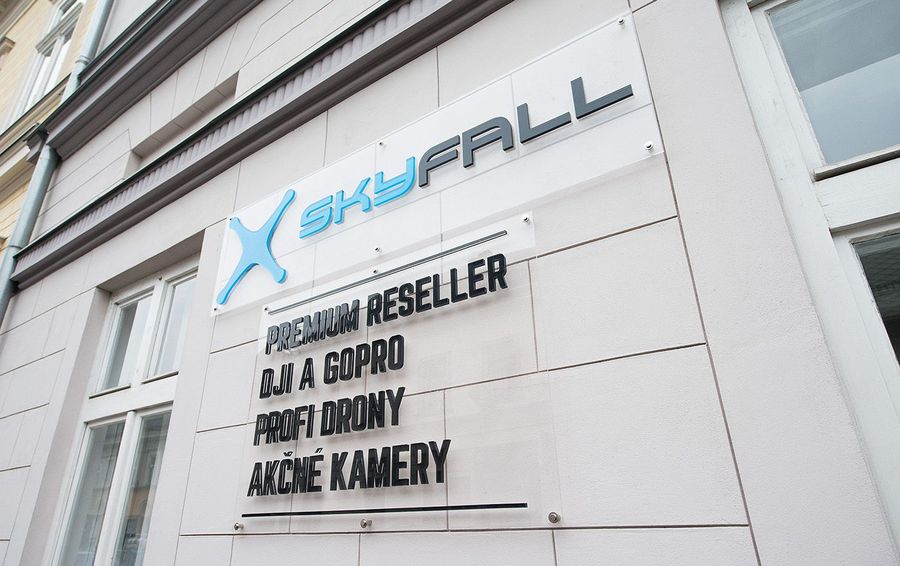 SKYFALL
PREMIUM RESELLER
DJI A GOPRO
PROFI DRONY
AKČNÉ KAMERY